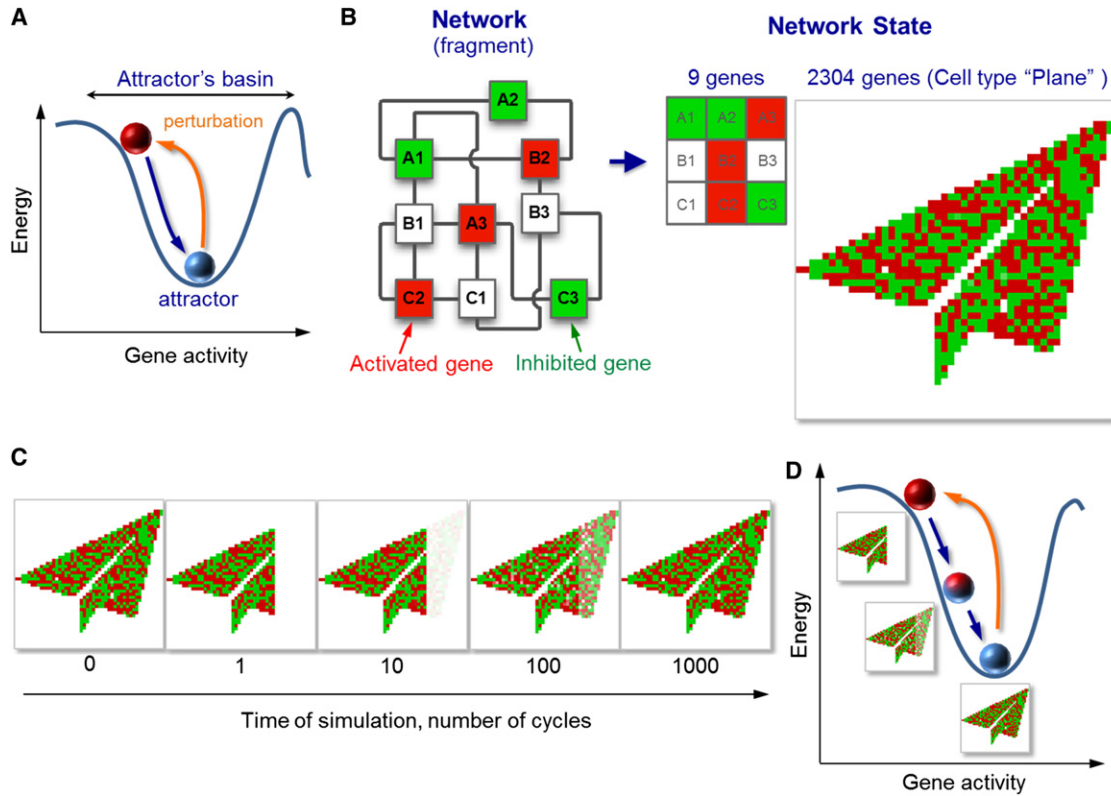 A
Attractor's basin
perturbation
Energy
attractor
Gene activity
B
Network
(fragment)
A2
A1
B2
B1
A3
B3
C2
C1
C3
Activated gene
Inhibited gene
Network State
9 genes
A1 A2 A3
B1 B2 B3
C1 C2 C3
2304 genes (Cell type "Plane" )
C
0 1 10 100 1000
Time of simulation, number of cycles
D
Energy
Gene activity